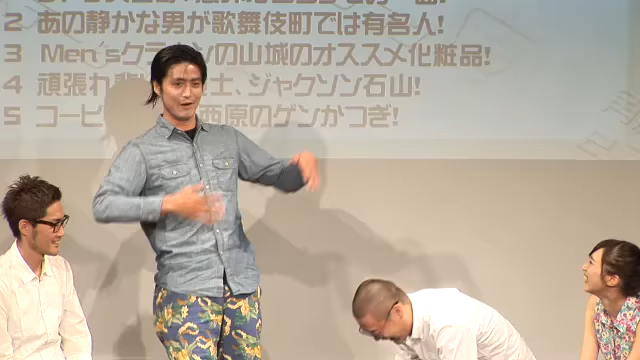 2 あの静かな男が歌舞伎町では有名人!
3 Men'sク ンの山城のオススメ化粧品!
4 頑張れ 士、ジャクソン石山!
5 コービ 西原のゲンかつぎ!